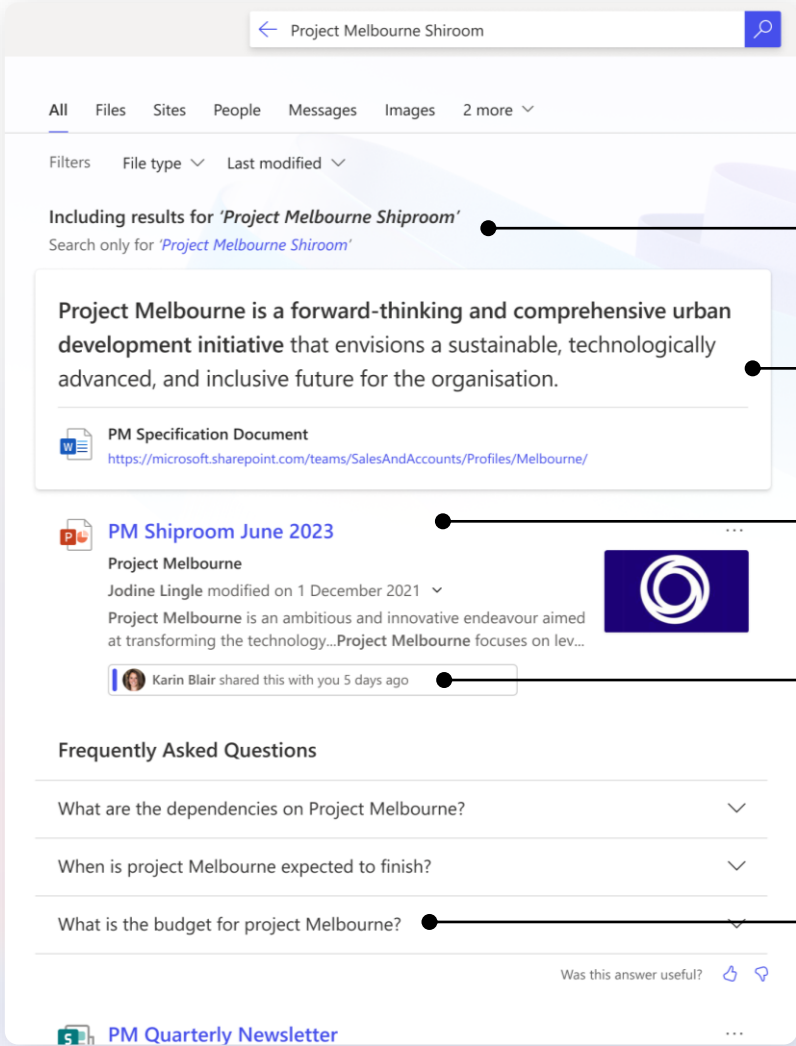 Project Melbourne Shiroom
All Files Sites People Messages Images 2 more
Filters File type Last modified
Including results for 'Project Melbourne Shiproom'
Search only for 'Project Melbourne Shiroom'
Project Melbourne is a forward-thinking and comprehensive urban
development initiative that envisions a sustainable, technologically
advanced, and inclusive future for the organisation.
PM Specification Document
https://microsoft.sharepoint.com/teams/SalesAndAccounts/Profiles/Melbourne/
PM Shiproom June 2023
Project Melbourne
Jodine Lingle modified on 1 December 2021
Project Melbourne is an ambitious and innovative endeavour aimed
at transforming the technology...Project Melbourne focuses on lev...
Karin Blair shared this with you 5 days ago
Frequently Asked Questions
What are the dependencies on Project Melbourne?
When is project Melbourne expected to finish?
What is the budget for project Melbourne?
Was this answer useful?
PM Quarterly Newsletter